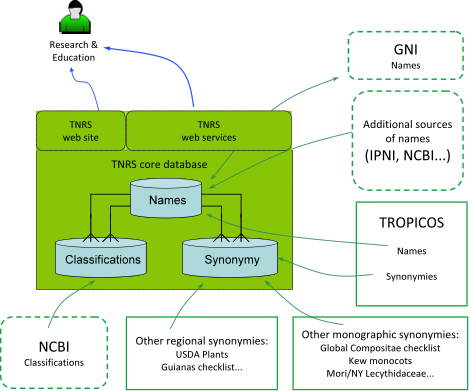 Research &
Education
GNI
Names
TNRS
web site
TNRS
web services
Additional sources
of names
(IPNI, NCBI...)
TNRS core database
Names
Classifications
Synonymy
TROPICOS
Names
Synonymies
NCBI
Classifications
Other regional synonymies:
USDA Plants
Guianas checklist...
Other monographic synonymies:
Global Compositae checklist
Kew monocots
Mori/NY Lecythidaceae...